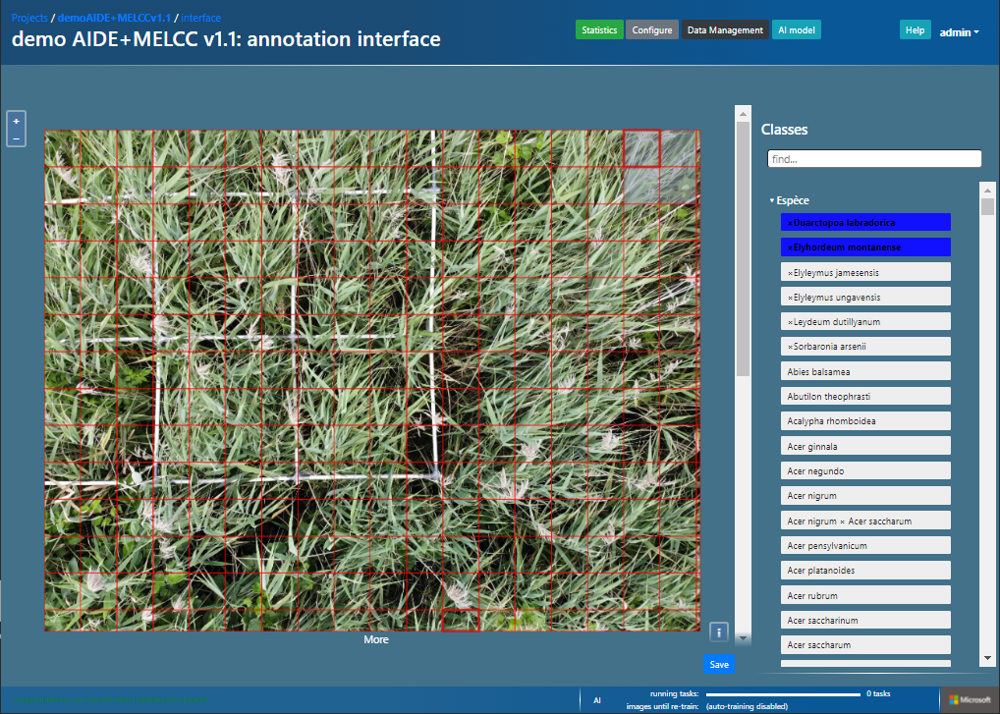 Projects / demoAIDE+MELCCv1.1 / interface
demo AIDE+MELCC v1.1: annotation interface
Statistics Configure Data Management AI model Help admin
+
−
Classes
find...
Espèce
×Duarctopoa labradorica
×Elyhordeum montanense
×Elyleymus jamesensis
×Elyleymus ungavensis
×Leydeum dutillyanum
×Sorbaronia arsenii
Abies balsamea
Abutilon theophrasti
Acalypha rhomboidea
Acer ginnala
Acer negundo
Acer nigrum
Acer nigrum × Acer saccharum
Acer pensylvanicum
Acer platanoides
Acer rubrum
Acer saccharinum
Acer saccharum
More
i
Save
AI
running tasks: 0 tasks
images until re-train: (auto-training disabled)
Microsoft